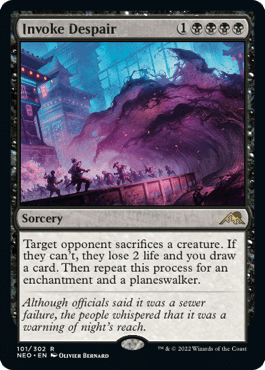 Invoke Despair 1
Sorcery
Target opponent sacrifices a creature. If
they can't, they lose 2 life and you draw
a card. Then repeat this process for an
enchantment and a planeswalker.
Although officials said it was a sewer
failure, the people whispered that it was a
warning of night's reach.
101/302 R
NEO • EN Olivier Bernard ™ & © 2022 Wizards of the Coast